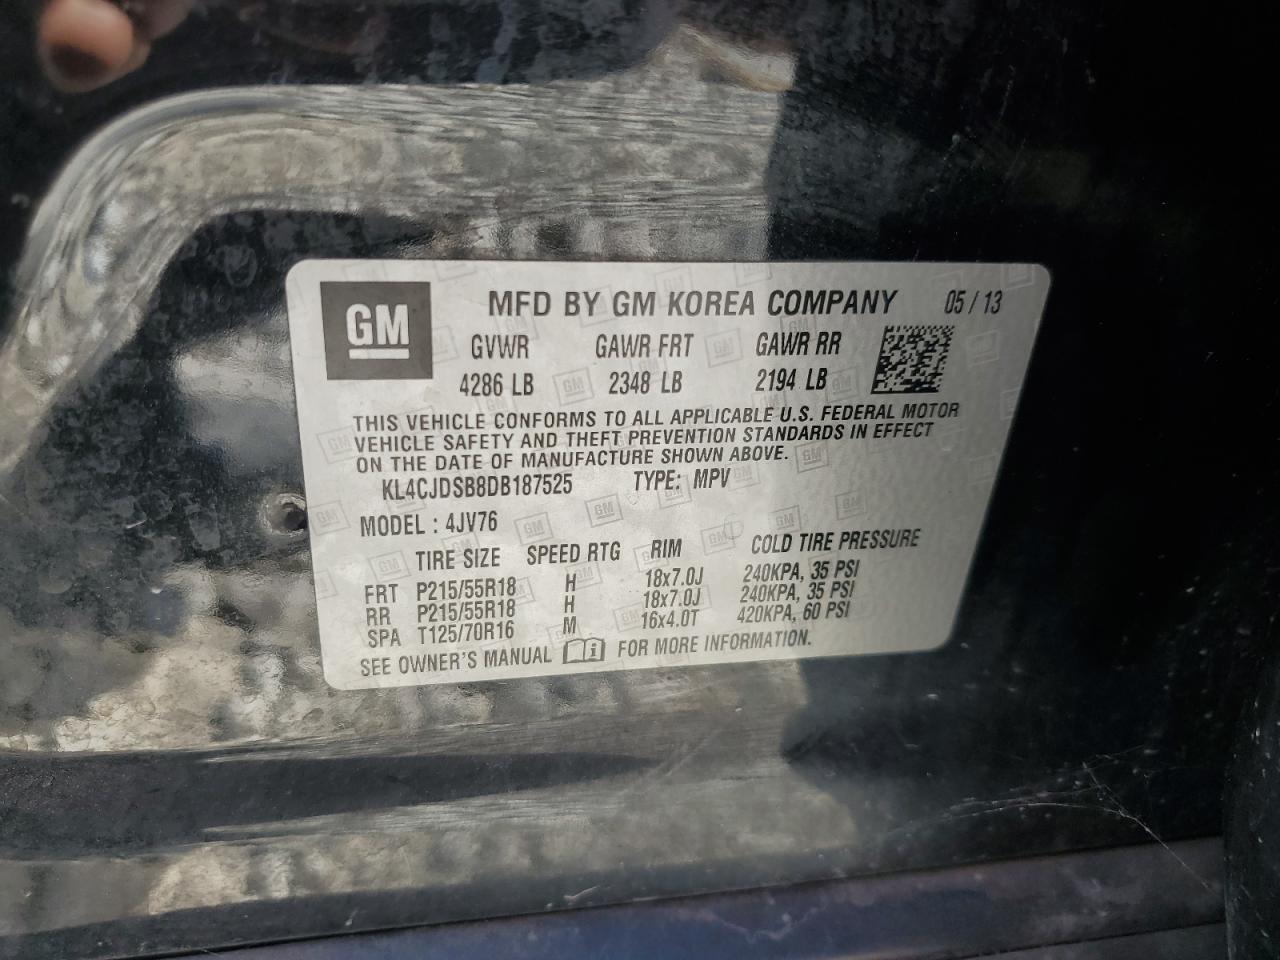 GM MFD BY GM KOREA COMPANY 05 / 13
GVWR GAWR FRT GAWR RR
4286 LB 2348 LB 2194 LB
THIS VEHICLE CONFORMS TO ALL APPLICABLE U.S. FEDERAL MOTOR
VEHICLE SAFETY AND THEFT PREVENTION STANDARDS IN EFFECT
ON THE DATE OF MANUFACTURE SHOWN ABOVE.
KL4CJDSB8DB187525 TYPE: MPV
MODEL : 4JV76
TIRE SIZE SPEED RTG RIM COLD TIRE PRESSURE
FRT P215/55R18 H 18x7.0J 240KPA, 35 PSI
RR P215/55R18 H 18x7.0J 240KPA, 35 PSI
SPA T125/70R16 M 16x4.0T 420KPA, 60 PSI
SEE OWNER'S MANUAL i FOR MORE INFORMATION.